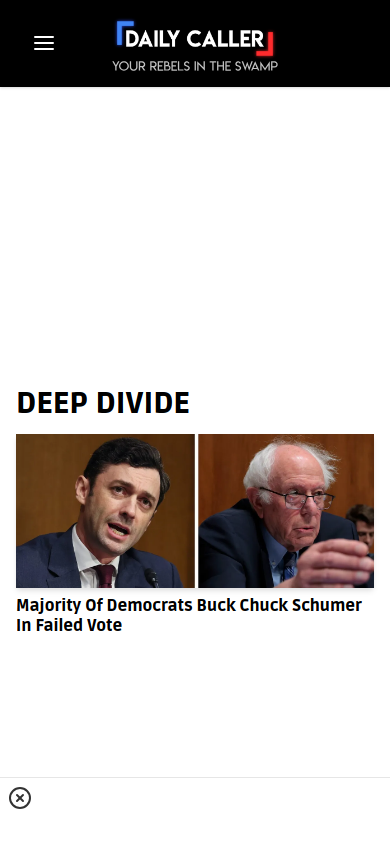 DAILY CALLER
YOUR REBELS IN THE SWAMP
DEEP DIVIDE
Majority Of Democrats Buck Chuck Schumer
In Failed Vote